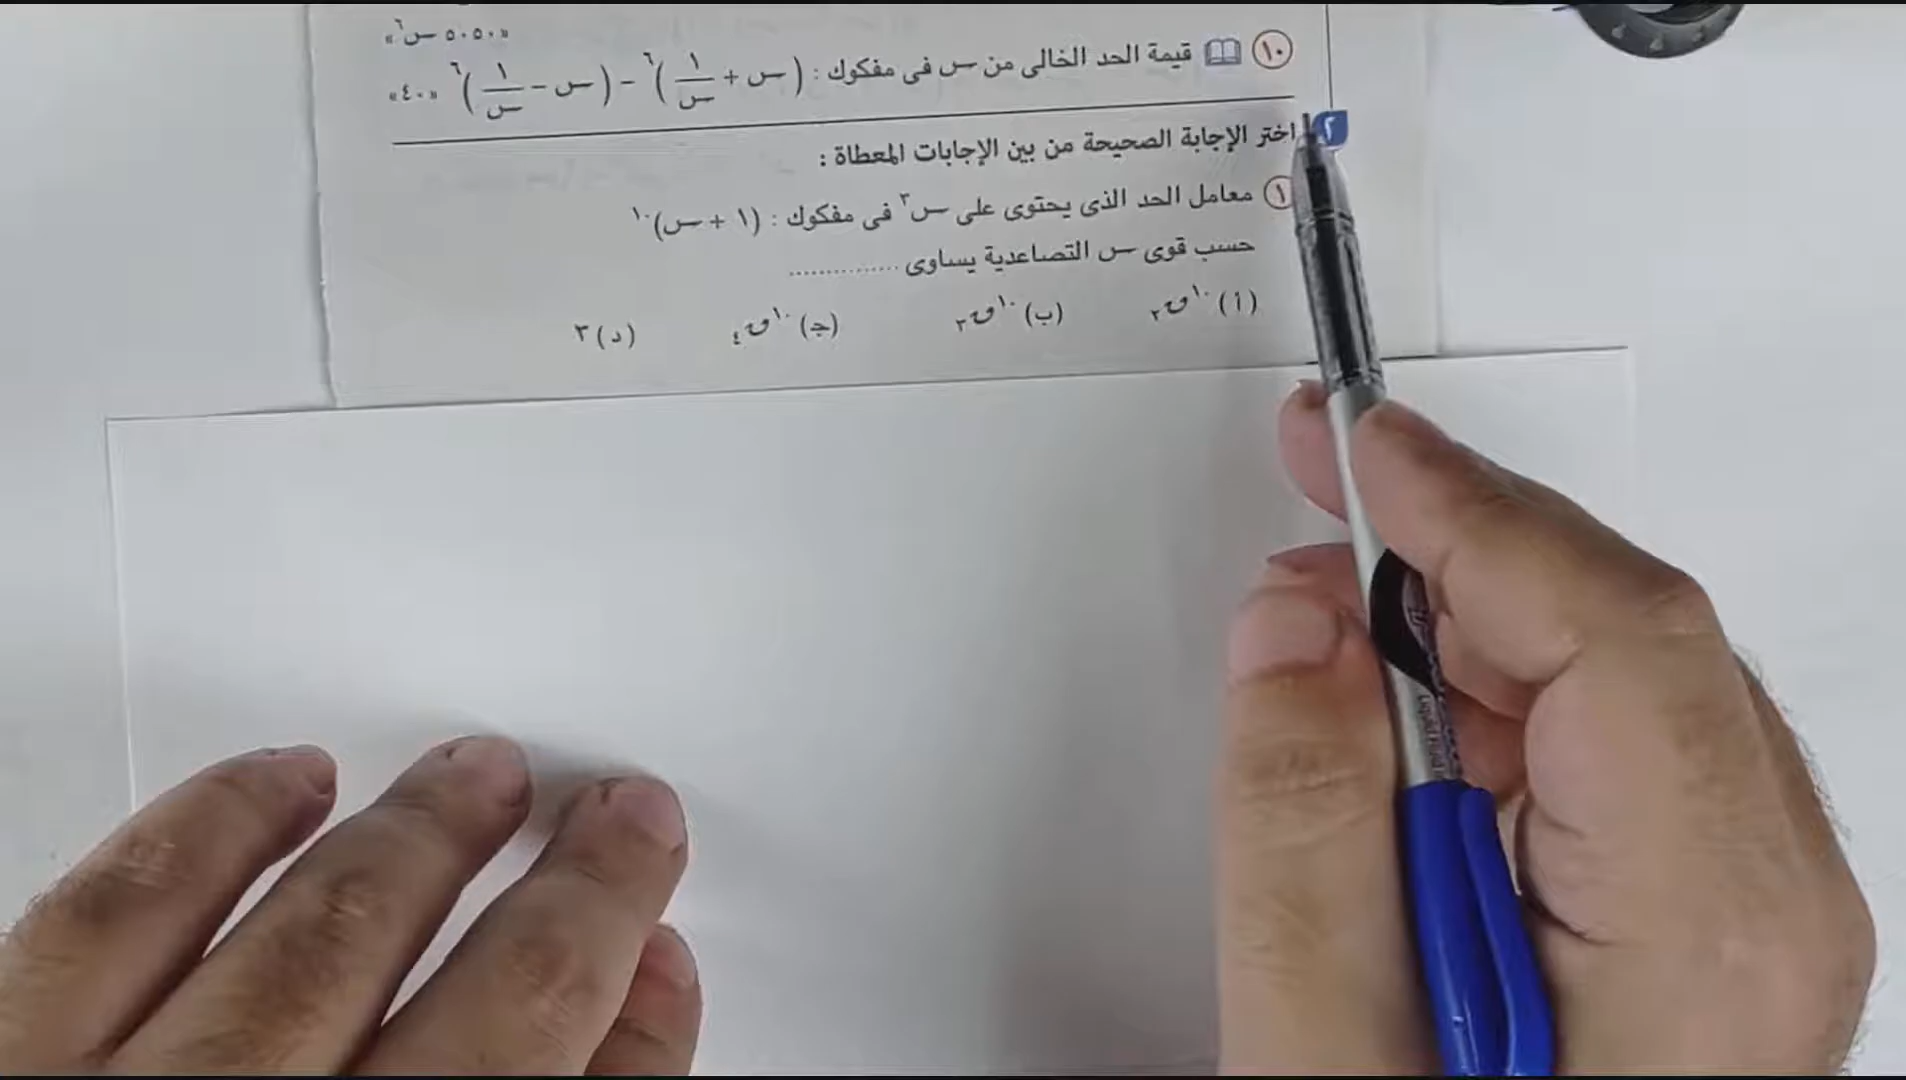 «٥٠٥٠ س٦»
١٠ قيمة الحد الخالى من س فى مفكوك : (س + ١/س)٦ − (س − ١/س)٦ «٤٠»
٢ اختر الإجابة الصحيحة من بين الإجابات المعطاة :
١ معامل الحد الذى يحتوى على س٣ فى مفكوك : (١ + س)١٠
حسب قوى س التصاعدية يساوى ...............
(أ) ١٠ق٢ (ب) ١٠ق٣ (جـ) ١٠ق٤ (د) ٣